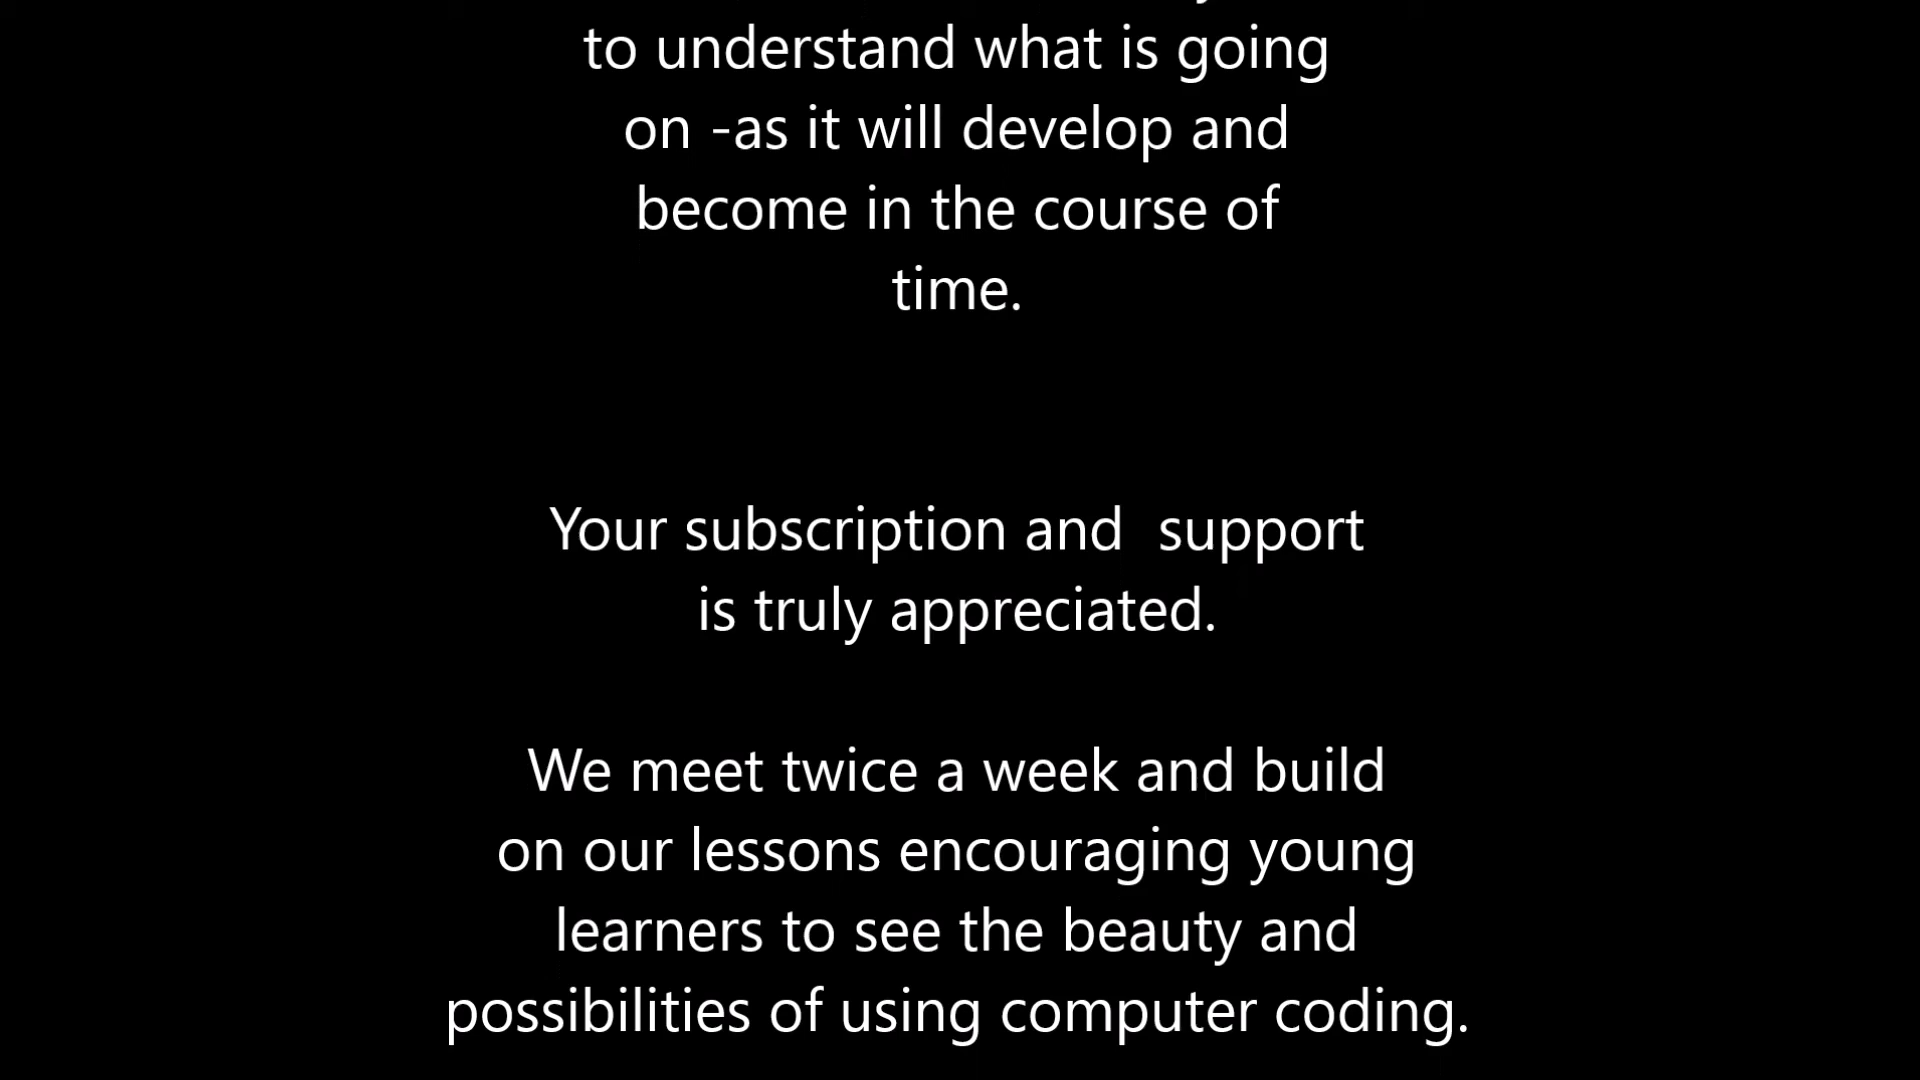 to understand what is going
on -as it will develop and
become in the course of
time.
Your subscription and  support
is truly appreciated.
We meet twice a week and build
on our lessons encouraging young
learners to see the beauty and
possibilities of using computer coding.